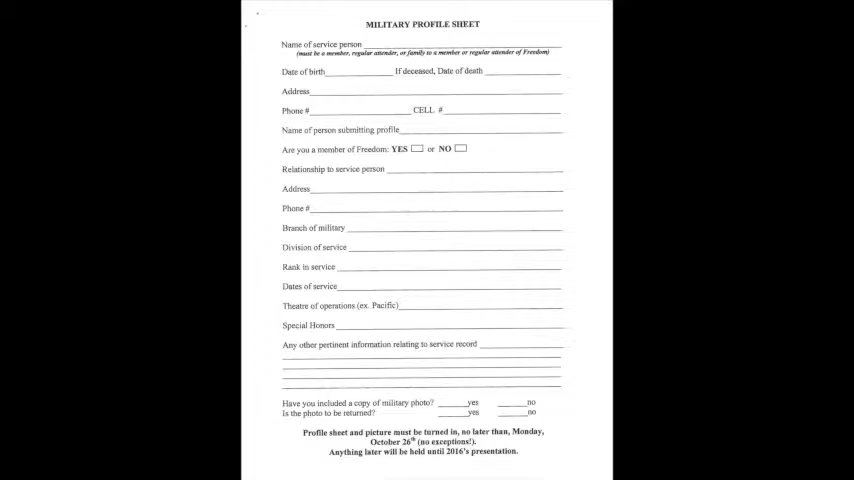 MILITARY PROFILE SHEET
Name of service person
(must be a member, regular attender, or family to a member or regular attender of Freedom)
Date of birth If deceased, Date of death
Address
Phone # CELL #
Name of person submitting profile
Are you a member of Freedom: YES or NO
Relationship to service person
Address
Phone #
Branch of military
Division of service
Rank in service
Dates of service
Theatre of operations (ex. Pacific)
Special Honors
Any other pertinent information relating to service record
Have you included a copy of military photo? yes no
Is the photo to be returned? yes no
Profile sheet and picture must be turned in, no later than, Monday,
October 26th (no exceptions!).
Anything later will be held until 2016's presentation.